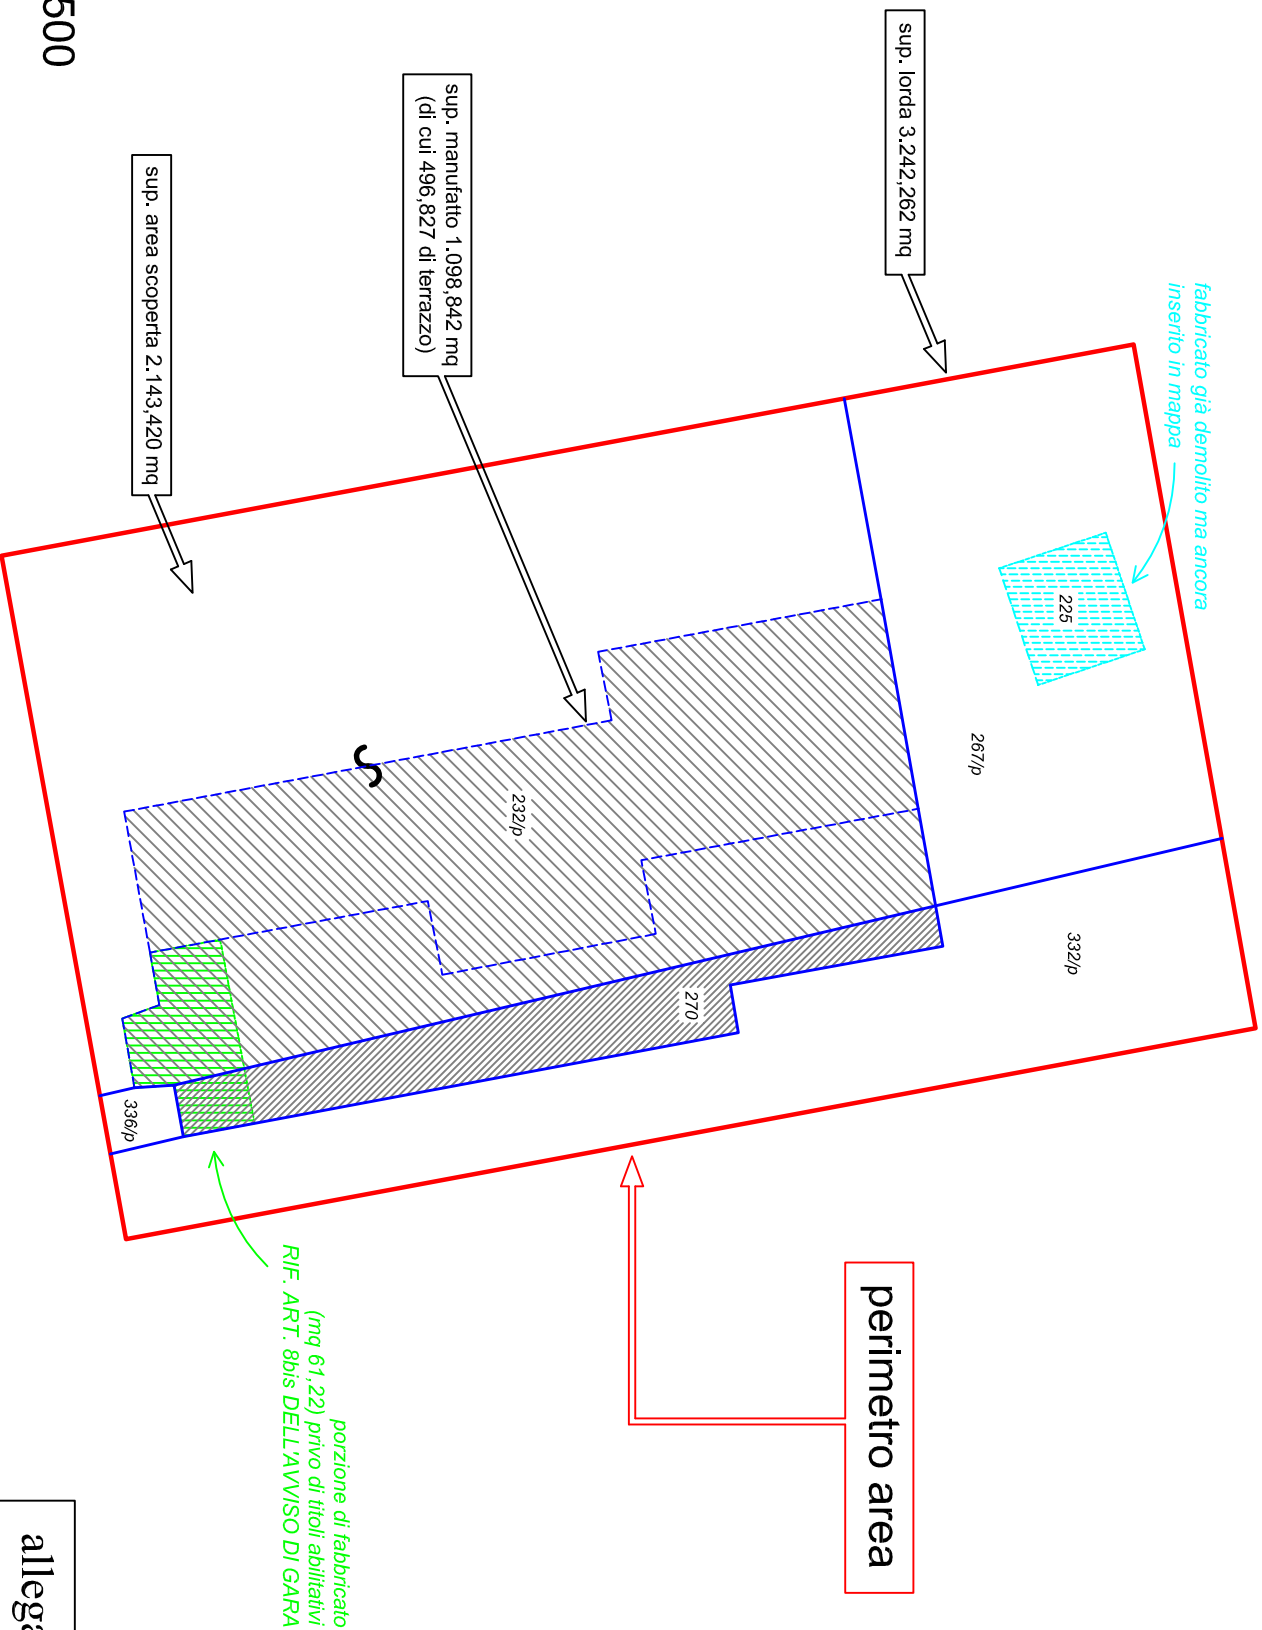 fabbricato già demolito ma ancora
inserito in mappa
sup. lorda 3.242,262 mq
sup. manufatto 1.098,842 mq
(di cui 496,827 di terrazzo)
sup. area scoperta 2.143,420 mq
225
267/p
332/p
232/p
270
336/p
perimetro area
porzione di fabbricato
(mq 61,22) privo di titoli abilitativi
RIF. ART. 8bis DELL'AVVISO DI GARA
500
allega